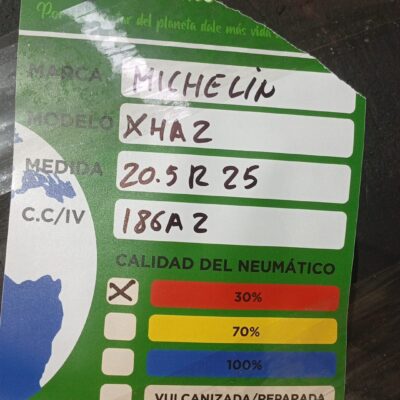 del planeta dale más vida
MARCA MICHELIN
MODELO XHA2
MEDIDA 20.5 R 25
C.C/IV 186A2
CALIDAD DEL NEUMÁTICO
X 30%
70%
100%
VULCANIZADA/REPARADA